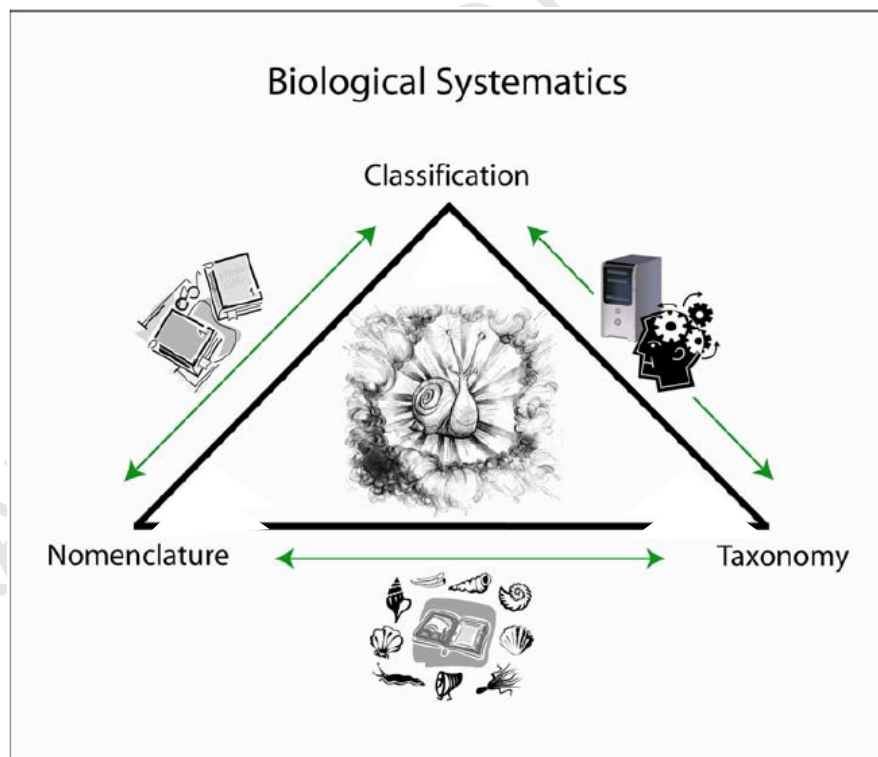 Biological Systematics
Classification
Nomenclature
Taxonomy